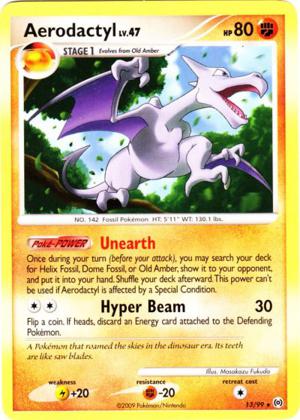 Aerodactyl LV.47
HP 80
STAGE 1 Evolves from Old Amber
NO. 142 Fossil Pokémon HT: 5'11" WT: 130.1 lbs.
Poké-POWER Unearth
Once during your turn (before your attack), you may search your deck
for Helix Fossil, Dome Fossil, or Old Amber, show it to your opponent,
and put it into your hand. Shuffle your deck afterward. This power can't
be used if Aerodactyl is affected by a Special Condition.
Hyper Beam 30
Flip a coin. If heads, discard an Energy card attached to the Defending
Pokémon.
A Pokémon that roamed the skies in the dinosaur era. Its teeth
are like saw blades.
Illus. Masakazu Fukuda
weakness resistance retreat cost
+20 -20
©2009 Pokémon/Nintendo
13/99